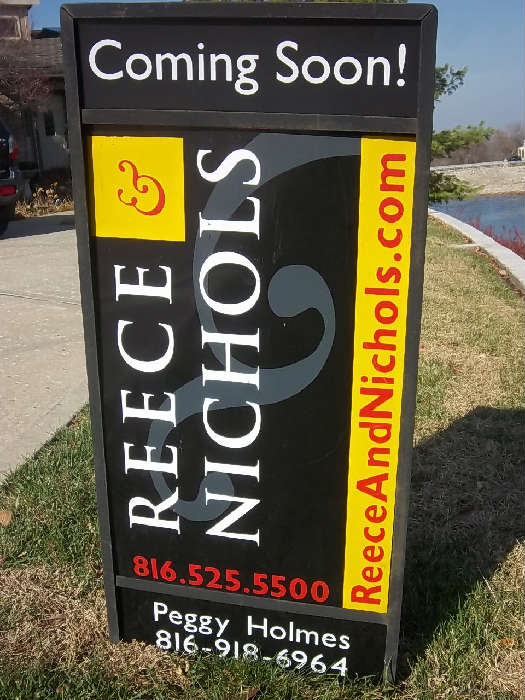 Coming Soon!
REECE &
NICHOLS
ReeceAndNichols.com
816.525.5500
Peggy Holmes
816-918-6964